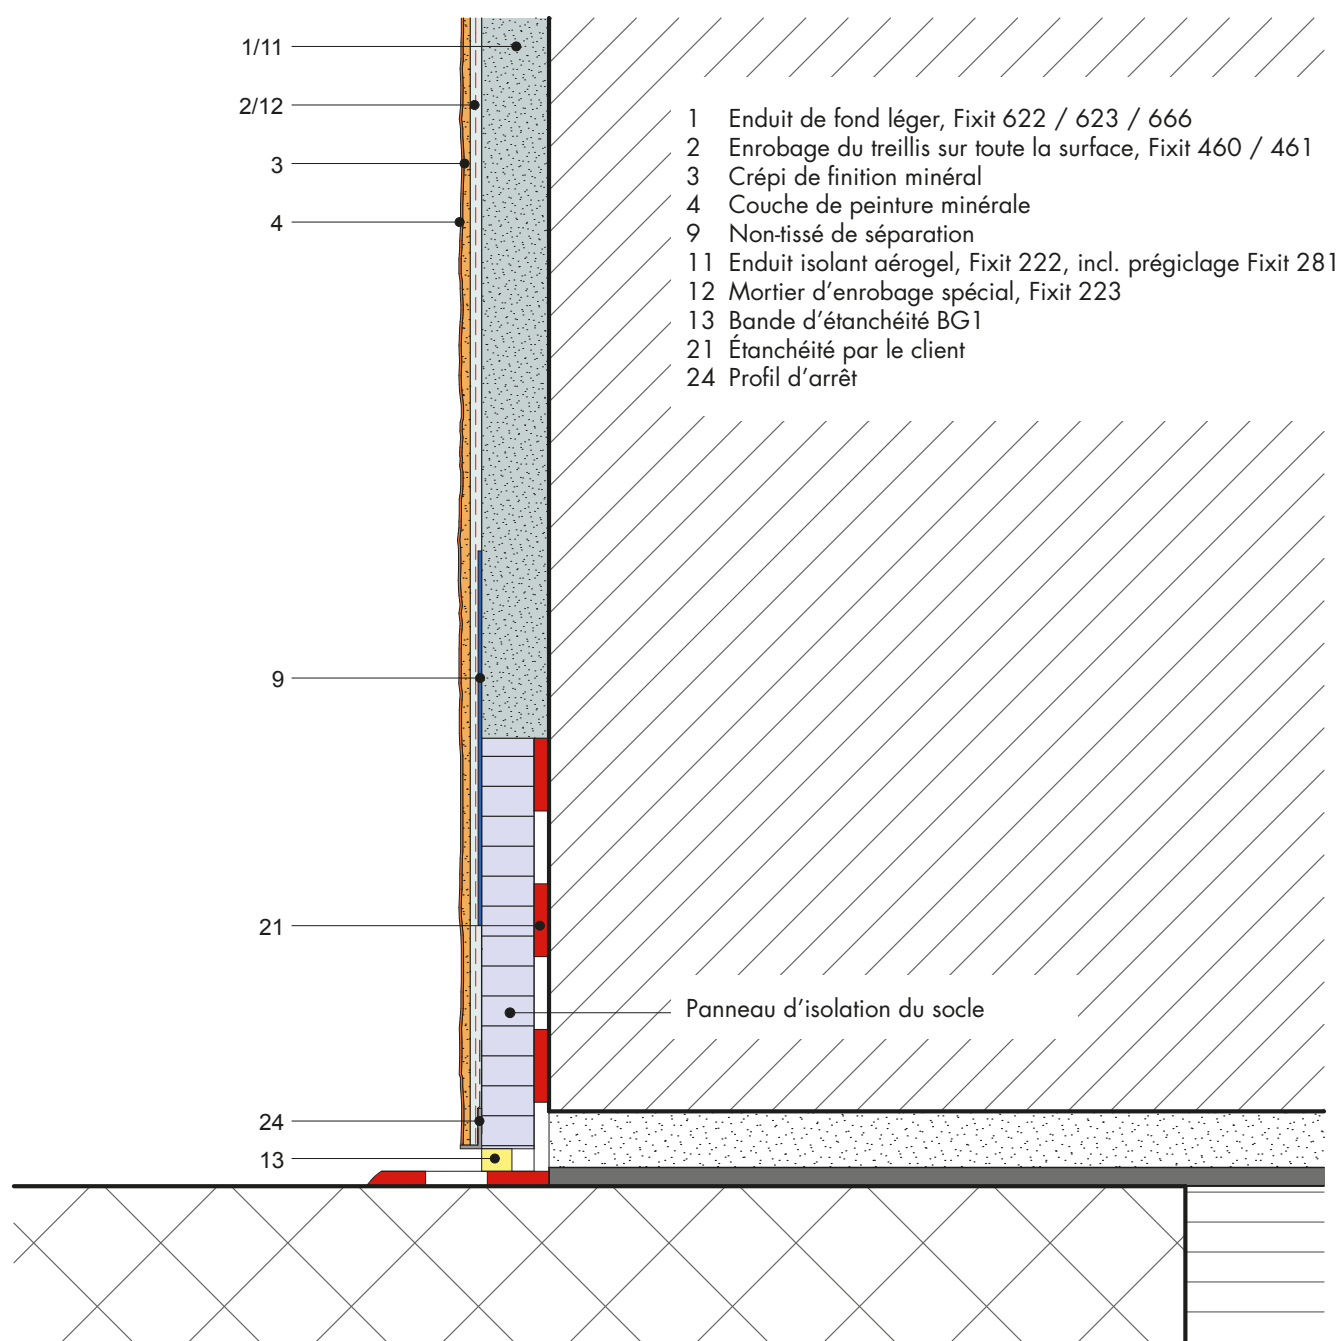 1/11
2/12
3
4
1 Enduit de fond léger, Fixit 622 / 623 / 666
2 Enrobage du treillis sur toute la surface, Fixit 460 / 461
3 Crépi de finition minéral
4 Couche de peinture minérale
9 Non-tissé de séparation
11 Enduit isolant aérogel, Fixit 222, incl. prégiclage Fixit 281
12 Mortier d’enrobage spécial, Fixit 223
13 Bande d’étanchéité BG1
21 Étanchéité par le client
24 Profil d’arrêt
9
21
Panneau d’isolation du socle
24
13